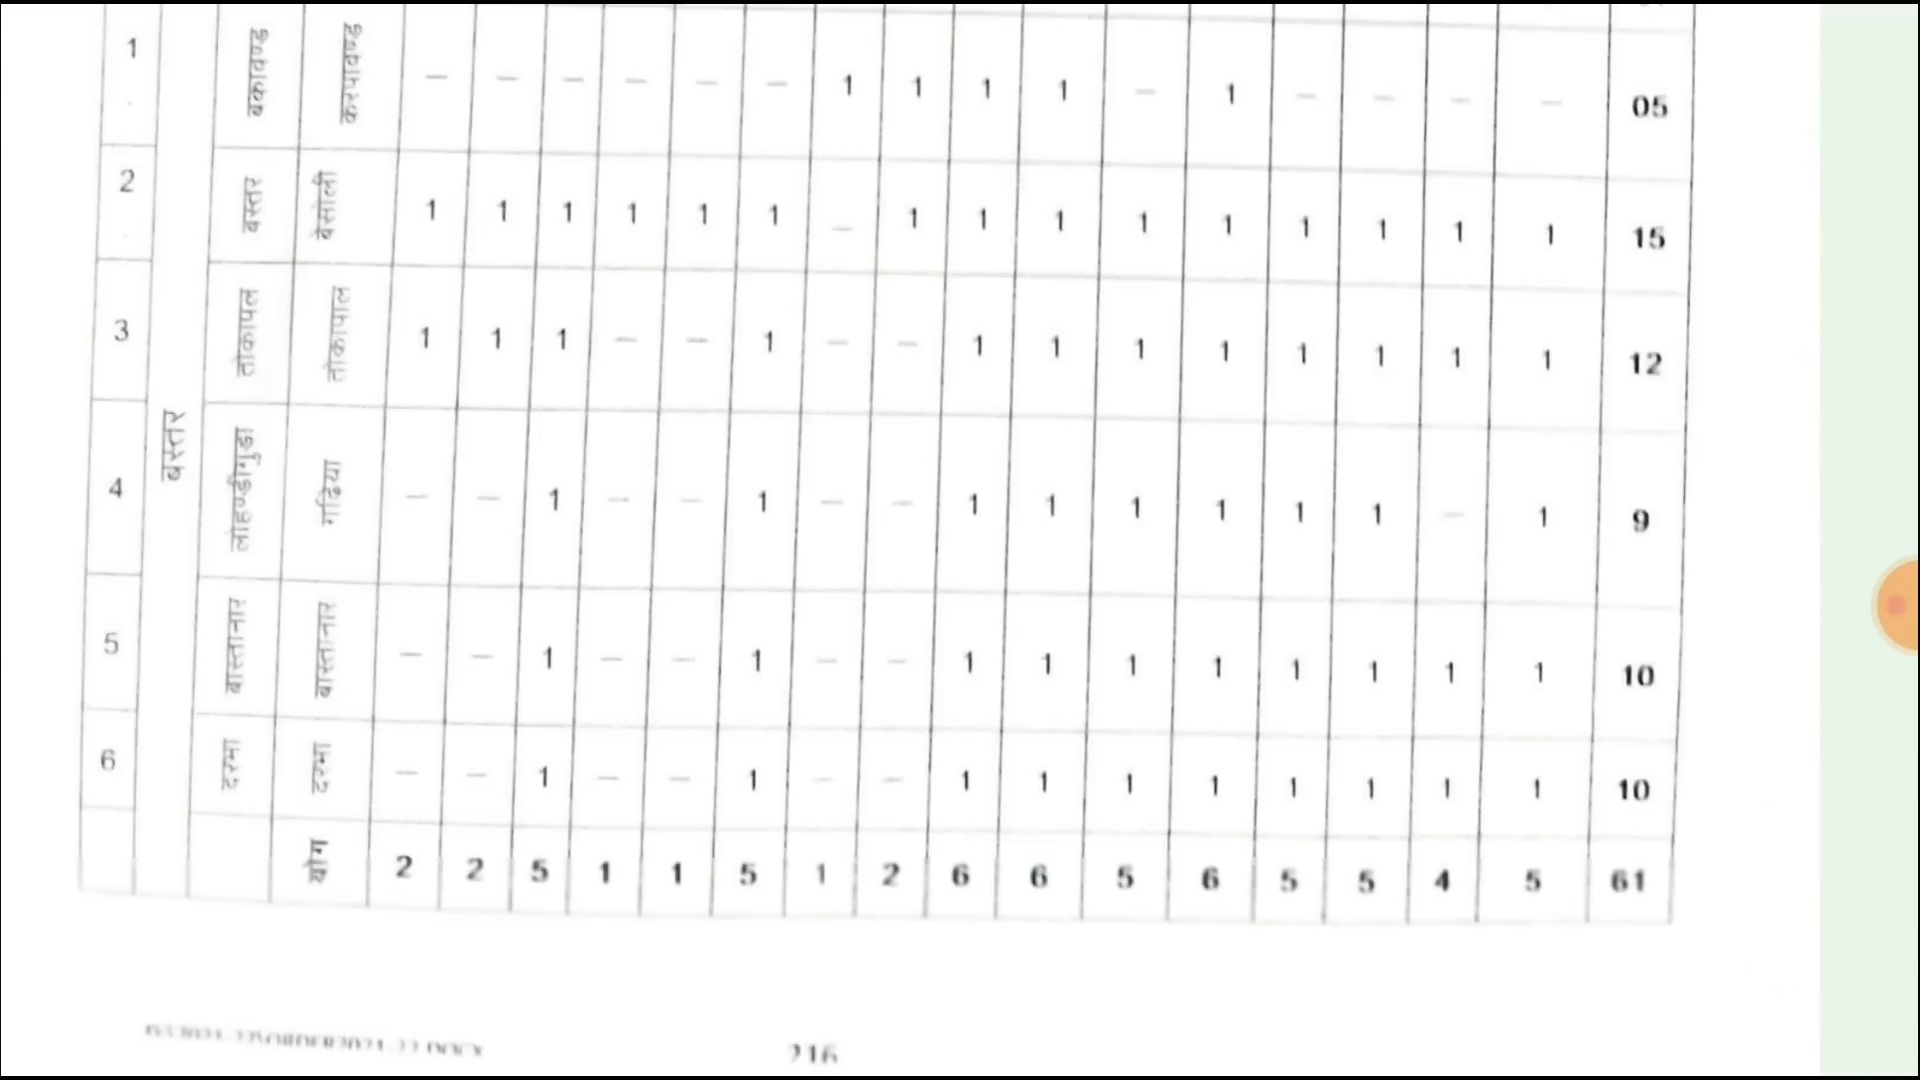 1 बकावण्ड करपावण्ड – – – – – – 1 1 1 1 – 1 – – – – 05
2 बस्तर बेसोली 1 1 1 1 1 1 – 1 1 1 1 1 1 1 1 1 15
3 तोकापल तोकापाल 1 1 1 – – 1 – – 1 1 1 1 1 1 1 1 12
बस्तर
4 लोहण्डीगुडा गढिया – – 1 – – 1 – – 1 1 1 1 1 1 – 1 9
5 बास्तानार बास्तानार – – 1 – – 1 – – 1 1 1 1 1 1 1 1 10
6 दरभा दरभा – – 1 – – 1 – – 1 1 1 1 1 1 1 1 10
योग 2 2 5 1 1 5 1 2 6 6 5 6 5 5 4 5 61
216